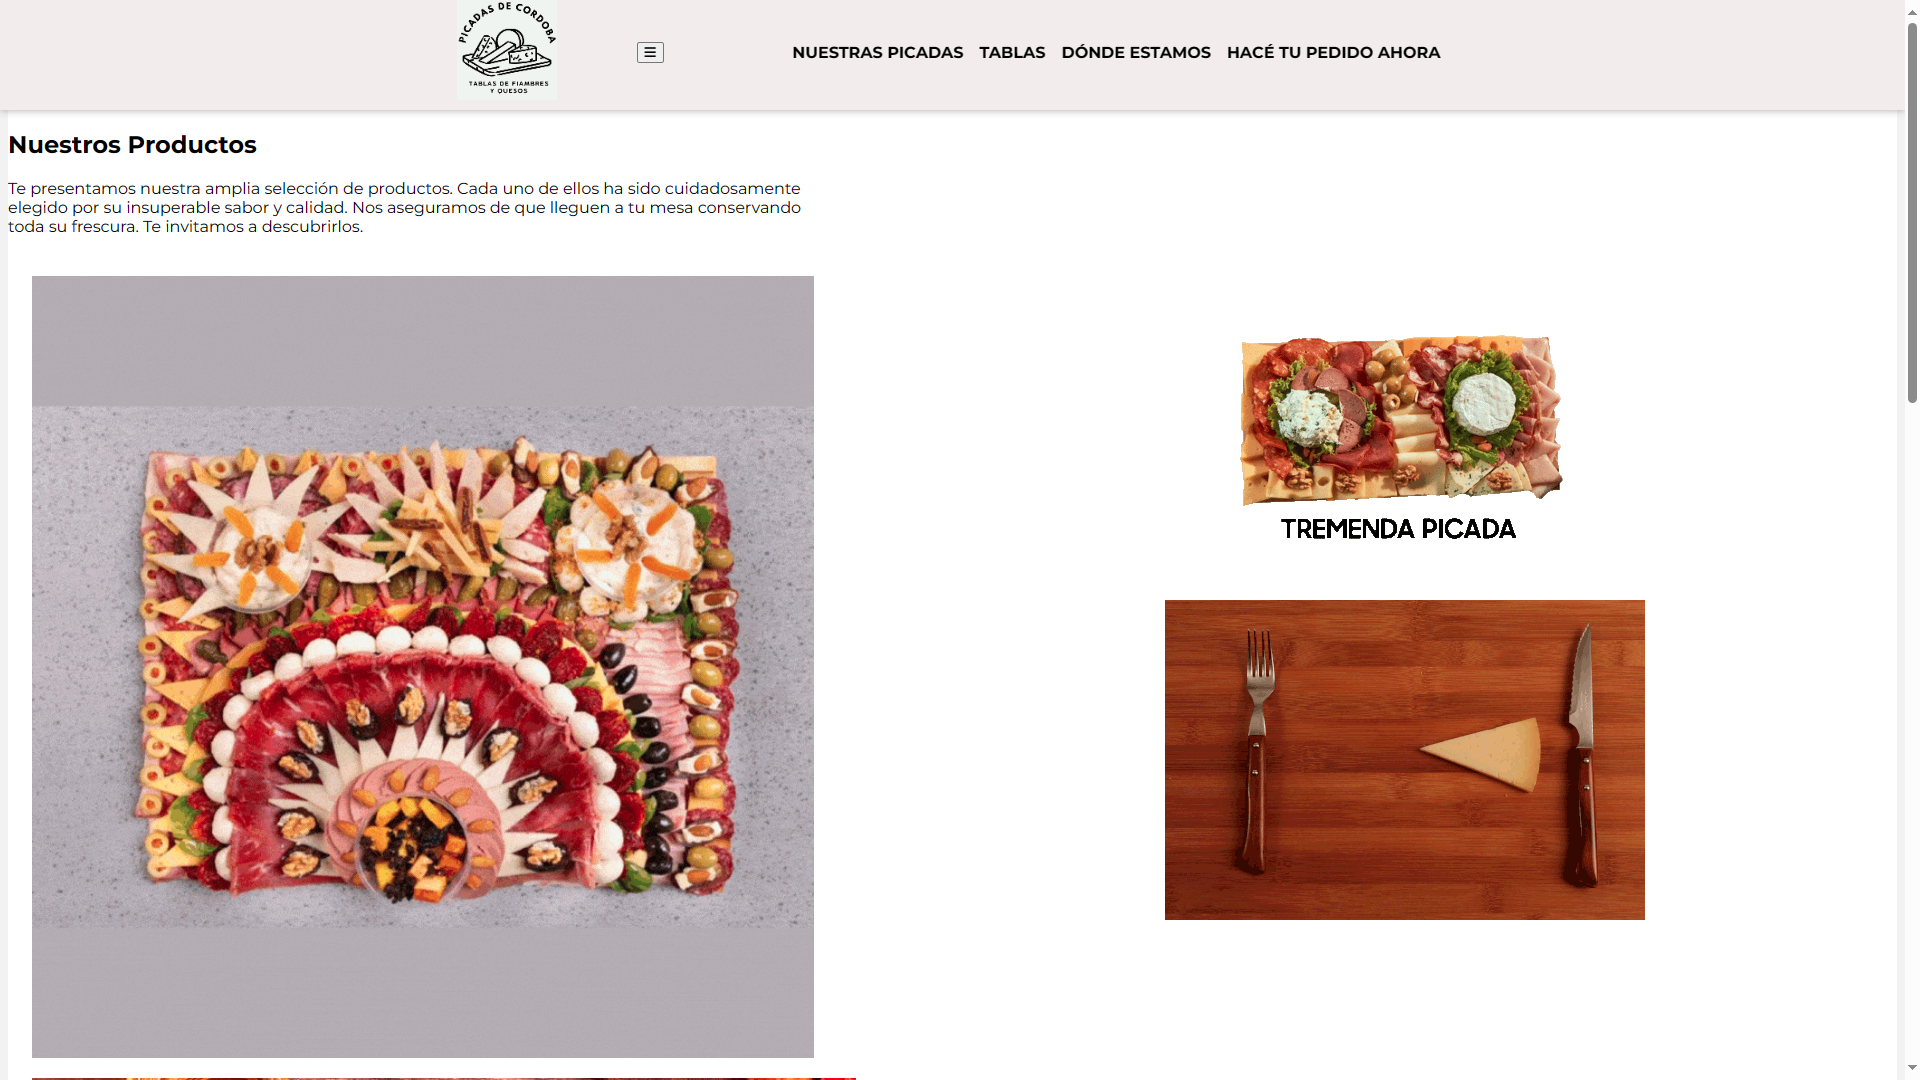 PICADAS DE CORDOBA
TABLAS DE FIAMBRES
Y QUESOS
☰
NUESTRAS PICADAS
TABLAS
DÓNDE ESTAMOS
HACÉ TU PEDIDO AHORA
Nuestros Productos
Te presentamos nuestra amplia selección de productos. Cada uno de ellos ha sido cuidadosamente
elegido por su insuperable sabor y calidad. Nos aseguramos de que lleguen a tu mesa conservando
toda su frescura. Te invitamos a descubrirlos.
TREMENDA PICADA